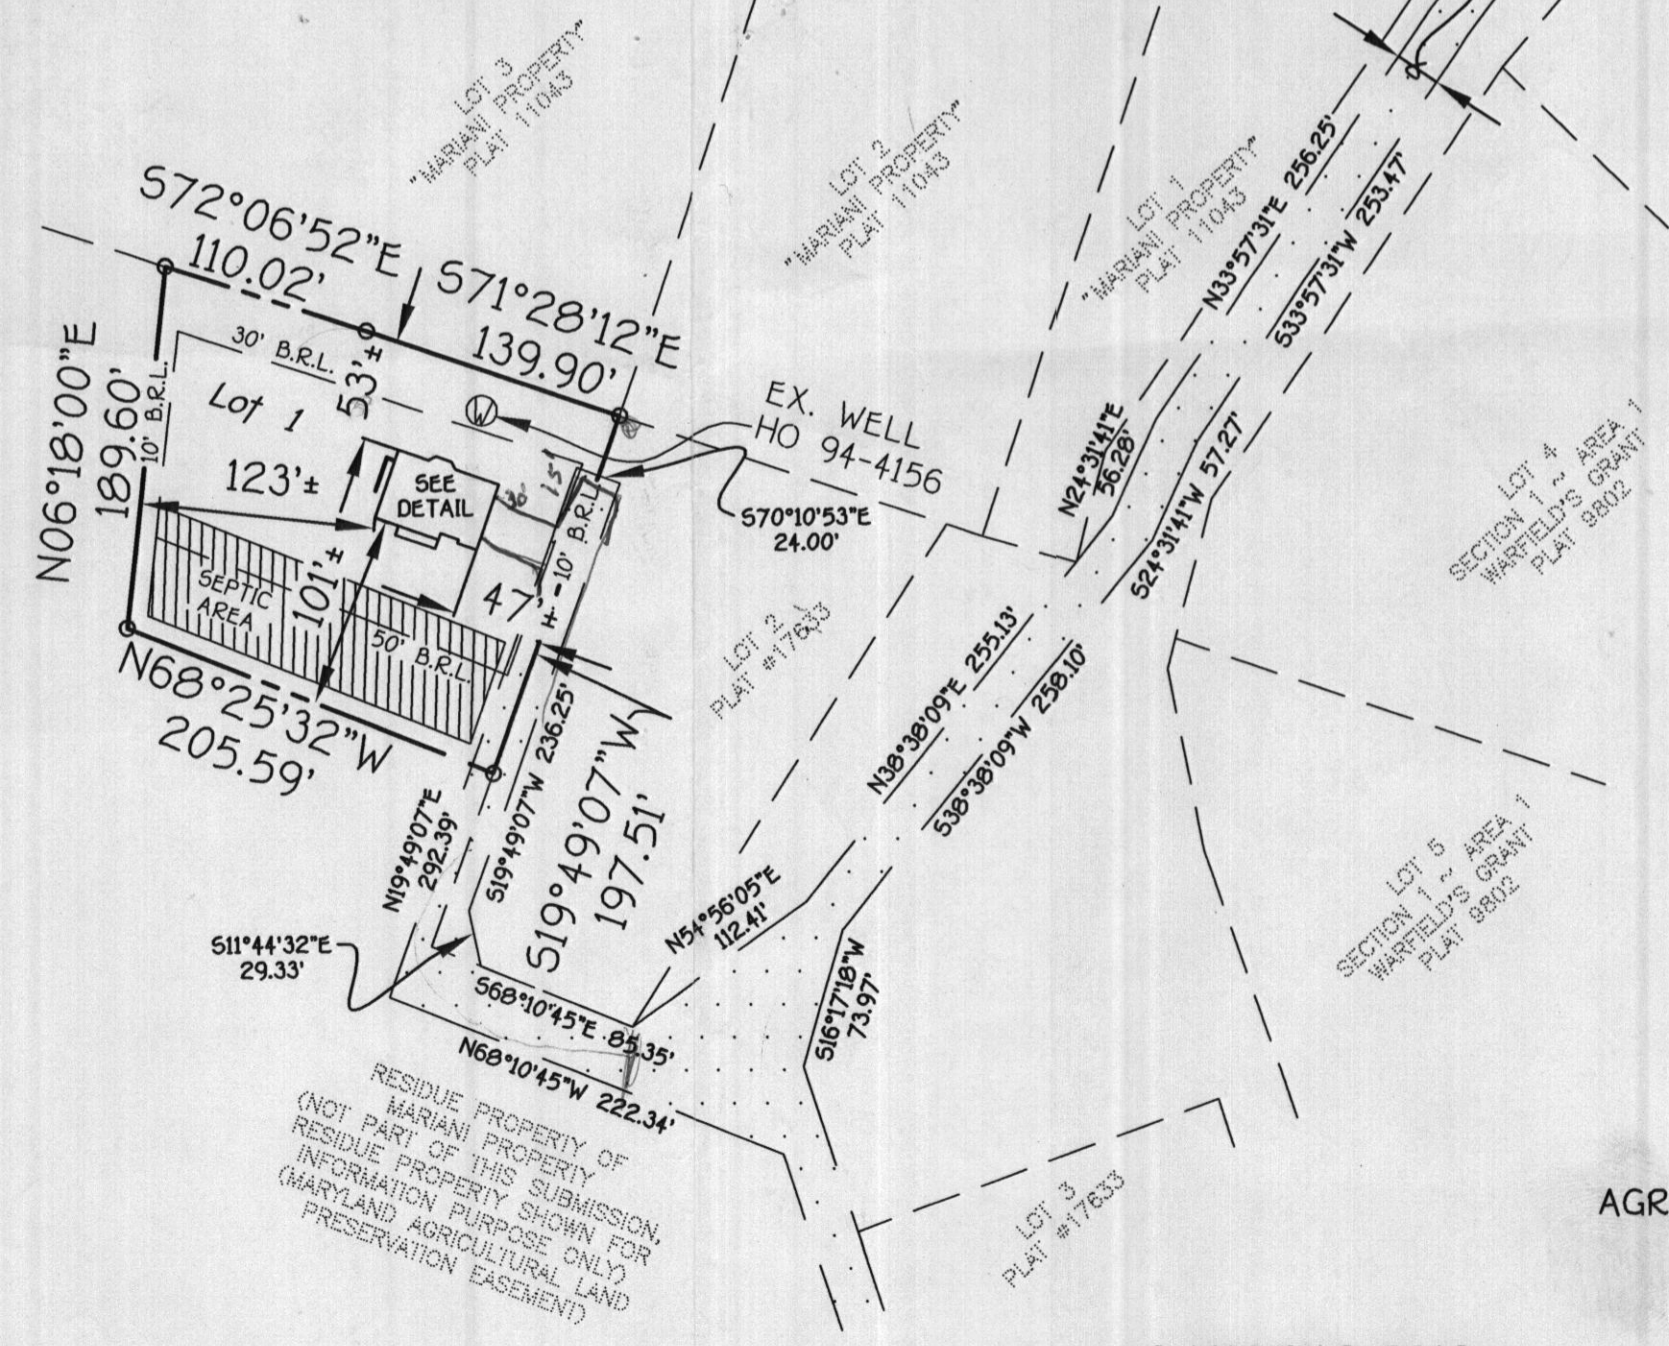 LOT 3
"MARIANI PROPERTY"
PLAT 11043
LOT 2
"MARIANI PROPERTY"
PLAT 11043
LOT 1
"MARIANI PROPERTY"
PLAT 11043
N33°57'31"E 256.25'
S33°57'31"W 253.47'
S72°06'52"E
110.02'
S71°28'12"E
139.90'
30' B.R.L.
53'±
N06°18'00"E
189.60'
10' B.R.L.
Lot 1
W
EX. WELL
HO 94-4156
123'±
SEE
DETAIL
30'
15'
10' B.R.L.
S70°10'53"E
24.00'
N24°31'41"E
56.28'
S24°31'41"W 57.27'
LOT 4
SECTION 1 ~ AREA 1
WARFIELD'S GRANT
PLAT 9802
SEPTIC
AREA
101'±
47'±
50' B.R.L.
N68°25'32"W
205.59'
LOT 2
PLAT #17633
N38°38'09"E 255.13'
S38°38'09"W 258.10'
N19°49'07"E
292.39'
S19°49'07"W 236.25'
S19°49'07"W
197.51'
N54°56'05"E
112.41'
S16°17'18"W
73.97'
LOT 5
SECTION 1 ~ AREA 1
WARFIELD'S GRANT
PLAT 9802
S11°44'32"E
29.33'
S68°10'45"E 85.35'
N68°10'45"W 222.34'
RESIDUE PROPERTY OF
MARIANI PROPERTY
(NOT PART OF THIS SUBMISSION,
RESIDUE PROPERTY SHOWN FOR
INFORMATION PURPOSE ONLY)
(MARYLAND AGRICULTURAL LAND
PRESERVATION EASEMENT)
LOT 3
PLAT #17633
AGR